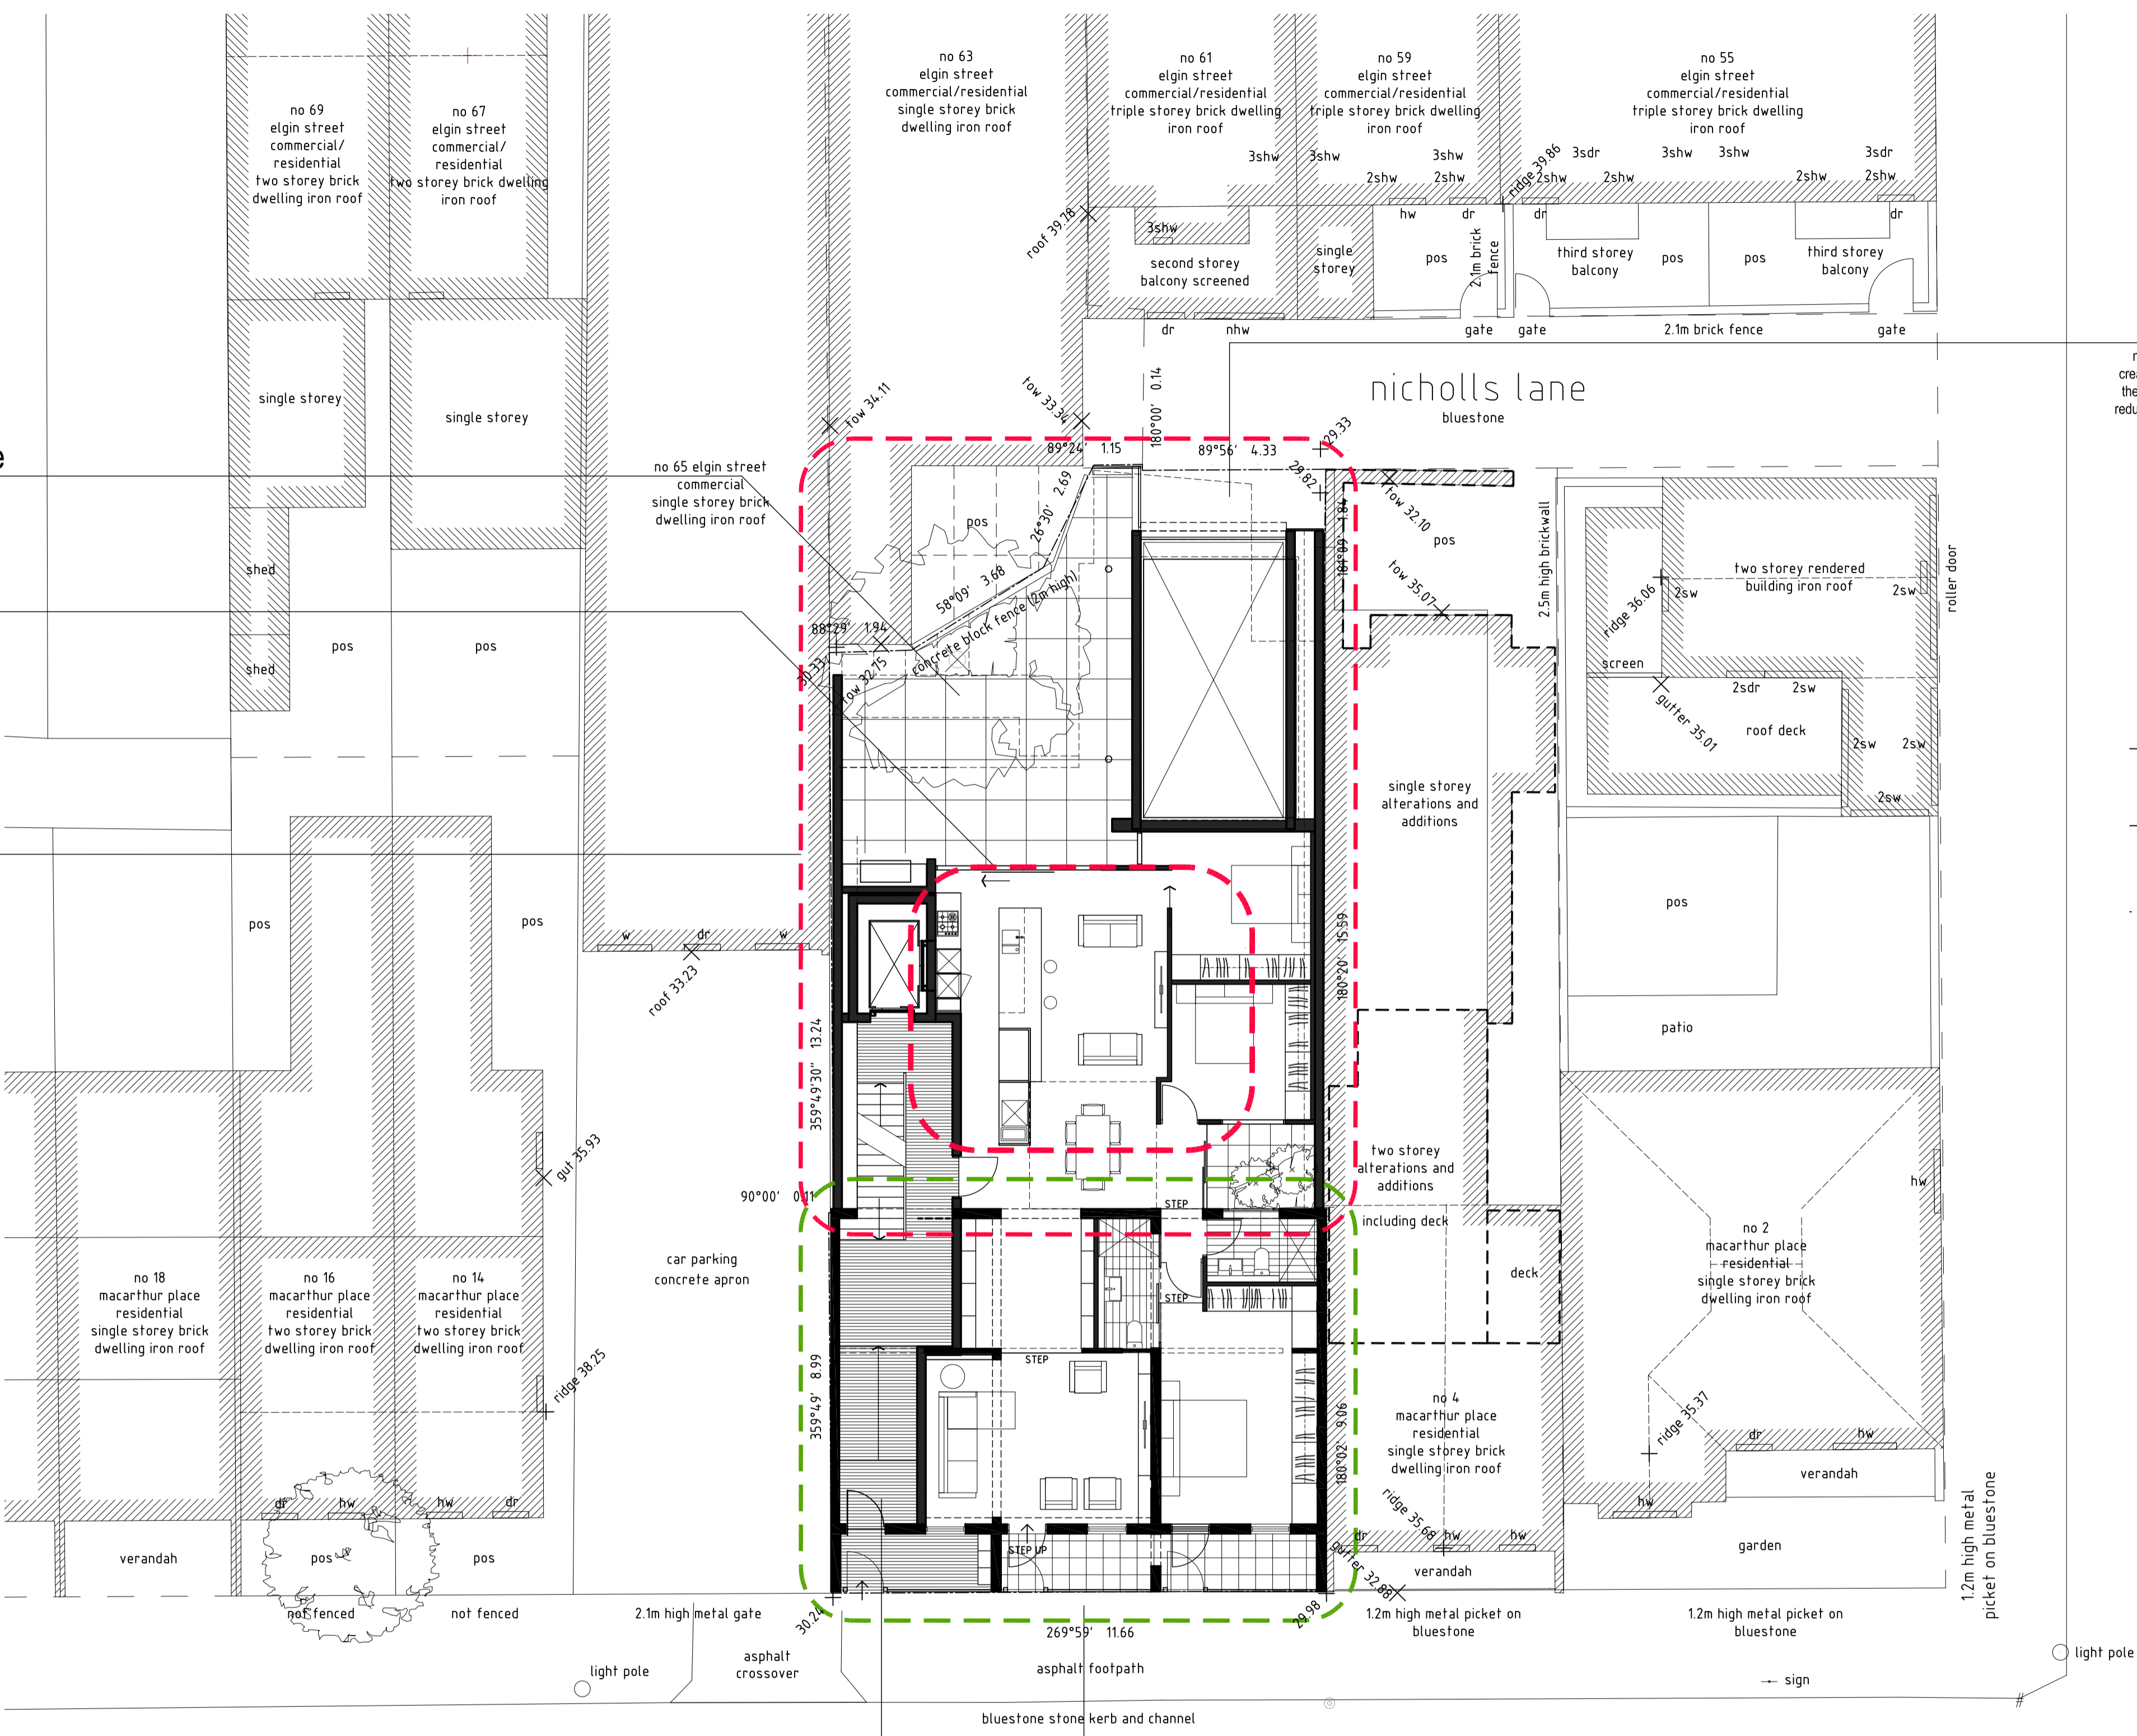 no 69
elgin street
commercial/
residential
two storey brick
dwelling iron roof
no 67
elgin street
commercial/
residential
two storey brick dwelling
iron roof
no 63
elgin street
commercial/residential
single storey brick
dwelling iron roof
no 61
elgin street
commercial/residential
triple storey brick dwelling
iron roof
no 59
elgin street
commercial/residential
triple storey brick dwelling
iron roof
no 55
elgin street
commercial/residential
triple storey brick dwelling
iron roof
3shw
3shw
3shw
2shw
2shw
ridge 39.86
3sdr
3shw
3shw
3sdr
2shw
2shw
2shw
2shw
roof 39.78
3shw
second storey
balcony screened
single
storey
hw
dr
pos
2.1m brick
fence
dr
third storey
balcony
pos
pos
third storey
balcony
dr
dr
nhw
gate
gate
2.1m brick fence
gate
nicholls lane
bluestone
single storey
single storey
tow 34.11
tow 33.34
180°00' 0.14
89°24' 1.15
89°56' 4.33
29.33
29.82
no 65 elgin street
commercial
single storey brick
dwelling iron roof
pos
2.69
26°30'
58°09' 3.68
concrete block fence (2m high)
88°29' 1.94
30.33
tow 32.75
184°09' 1.84
tow 32.10
pos
tow 35.07
2.5m high brickwall
two storey rendered
building iron roof
2sw
2sw
roller door
ridge 36.06
screen
2sdr
2sw
gutter 35.01
roof deck
2sw
2sw
2sw
shed
shed
pos
pos
single storey
alterations and
additions
pos
pos
pos
patio
w
dr
w
roof 33.23
359°49'30" 13.24
180°20' 15.59
gut 35.93
two storey
alterations and
additions
including deck
deck
90°00' 0.11
STEP
STEP
STEP
STEP UP
car parking
concrete apron
no 18
macarthur place
residential
single storey brick
dwelling iron roof
no 16
macarthur place
residential
two storey brick
dwelling iron roof
no 14
macarthur place
residential
two storey brick
dwelling iron roof
ridge 38.25
359°49' 8.99
180°02' 9.06
no 4
macarthur place
residential
single storey brick
dwelling iron roof
no 2
macarthur place
residential
single storey brick
dwelling iron roof
hw
ridge 35.37
dr
hw
verandah
hw
garden
ridge 35.68
dr
hw
hw
gutter 32.88
verandah
dr
hw
hw
dr
verandah
pos
pos
not fenced
not fenced
2.1m high metal gate
30.24
29.98
269°59' 11.66
1.2m high metal picket on
bluestone
1.2m high metal picket on
bluestone
1.2m high metal
picket on bluestone
light pole
asphalt
crossover
asphalt footpath
sign
light pole
bluestone stone kerb and channel